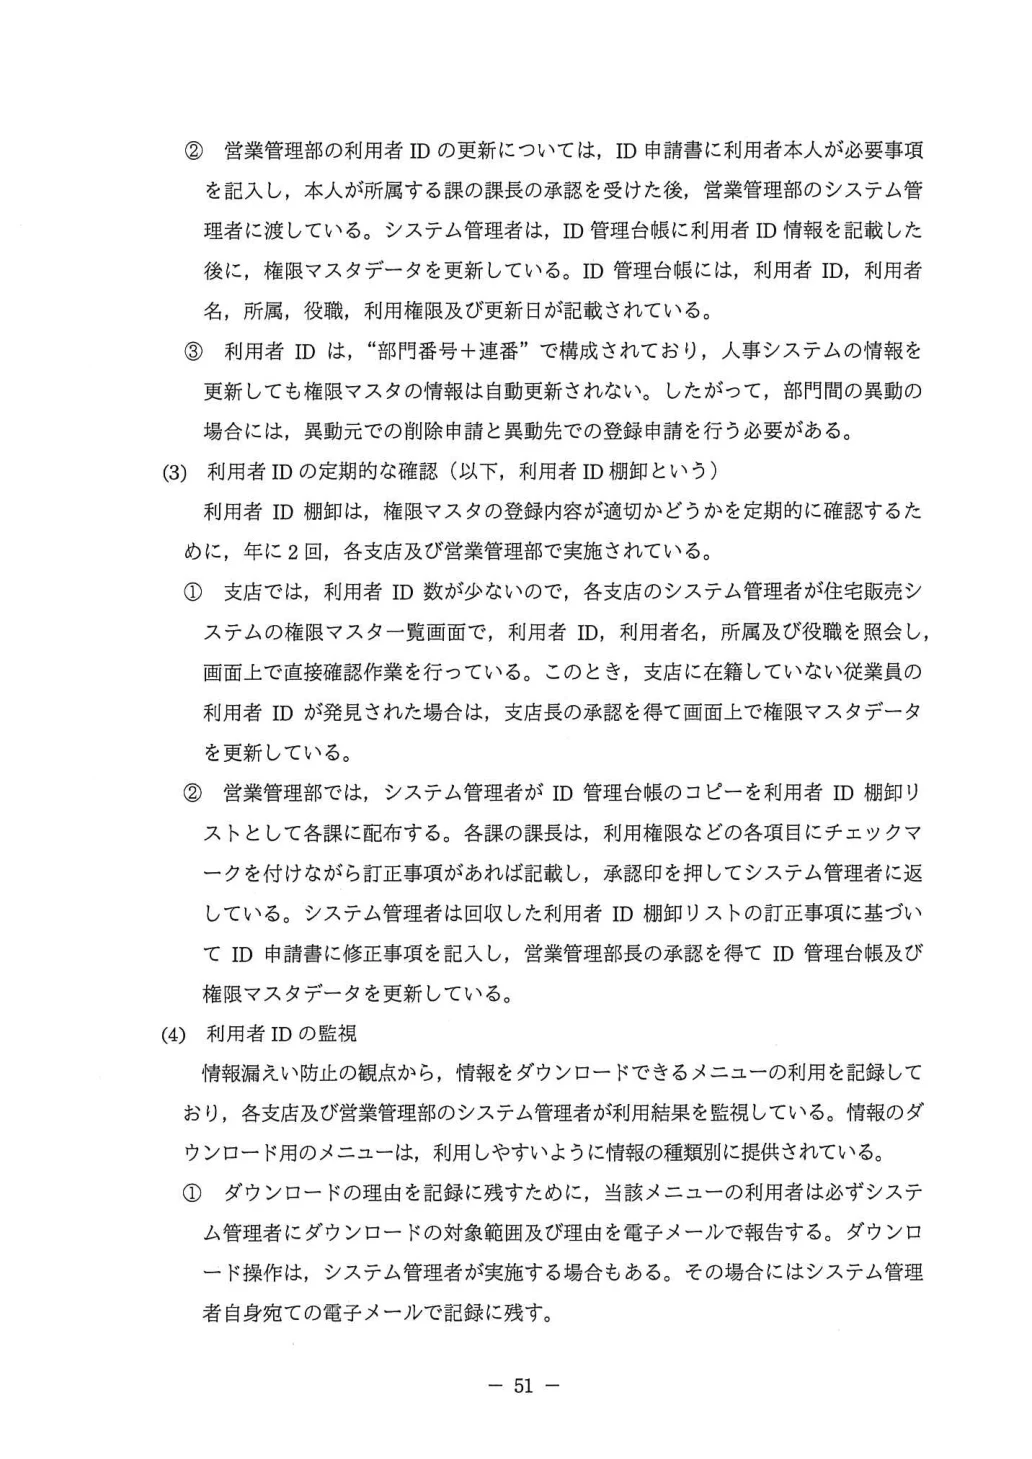 ② 営業管理部の利用者 ID の更新については，ID 申請書に利用者本人が必要事項
を記入し，本人が所属する課の課長の承認を受けた後，営業管理部のシステム管
理者に渡している。システム管理者は，ID 管理台帳に利用者 ID 情報を記載した
後に，権限マスタデータを更新している。ID 管理台帳には，利用者 ID，利用者
名，所属，役職，利用権限及び更新日が記載されている。
③ 利用者 ID は，“部門番号＋連番” で構成されており，人事システムの情報を
更新しても権限マスタの情報は自動更新されない。したがって，部門間の異動の
場合には，異動元での削除申請と異動先での登録申請を行う必要がある。
(3) 利用者 ID の定期的な確認（以下，利用者 ID 棚卸という）
利用者 ID 棚卸は，権限マスタの登録内容が適切かどうかを定期的に確認するた
めに，年に 2 回，各支店及び営業管理部で実施されている。
① 支店では，利用者 ID 数が少ないので，各支店のシステム管理者が住宅販売シ
ステムの権限マスタ一覧画面で，利用者 ID，利用者名，所属及び役職を照会し，
画面上で直接確認作業を行っている。このとき，支店に在籍していない従業員の
利用者 ID が発見された場合は，支店長の承認を得て画面上で権限マスタデータ
を更新している。
② 営業管理部では，システム管理者が ID 管理台帳のコピーを利用者 ID 棚卸リ
ストとして各課に配布する。各課の課長は，利用権限などの各項目にチェックマ
ークを付けながら訂正事項があれば記載し，承認印を押してシステム管理者に返
している。システム管理者は回収した利用者 ID 棚卸リストの訂正事項に基づい
て ID 申請書に修正事項を記入し，営業管理部長の承認を得て ID 管理台帳及び
権限マスタデータを更新している。
(4) 利用者 ID の監視
情報漏えい防止の観点から，情報をダウンロードできるメニューの利用を記録して
おり，各支店及び営業管理部のシステム管理者が利用結果を監視している。情報のダ
ウンロード用のメニューは，利用しやすいように情報の種類別に提供されている。
① ダウンロードの理由を記録に残すために，当該メニューの利用者は必ずシステ
ム管理者にダウンロードの対象範囲及び理由を電子メールで報告する。ダウンロ
ード操作は，システム管理者が実施する場合もある。その場合にはシステム管理
者自身宛ての電子メールで記録に残す。
－ 51 －